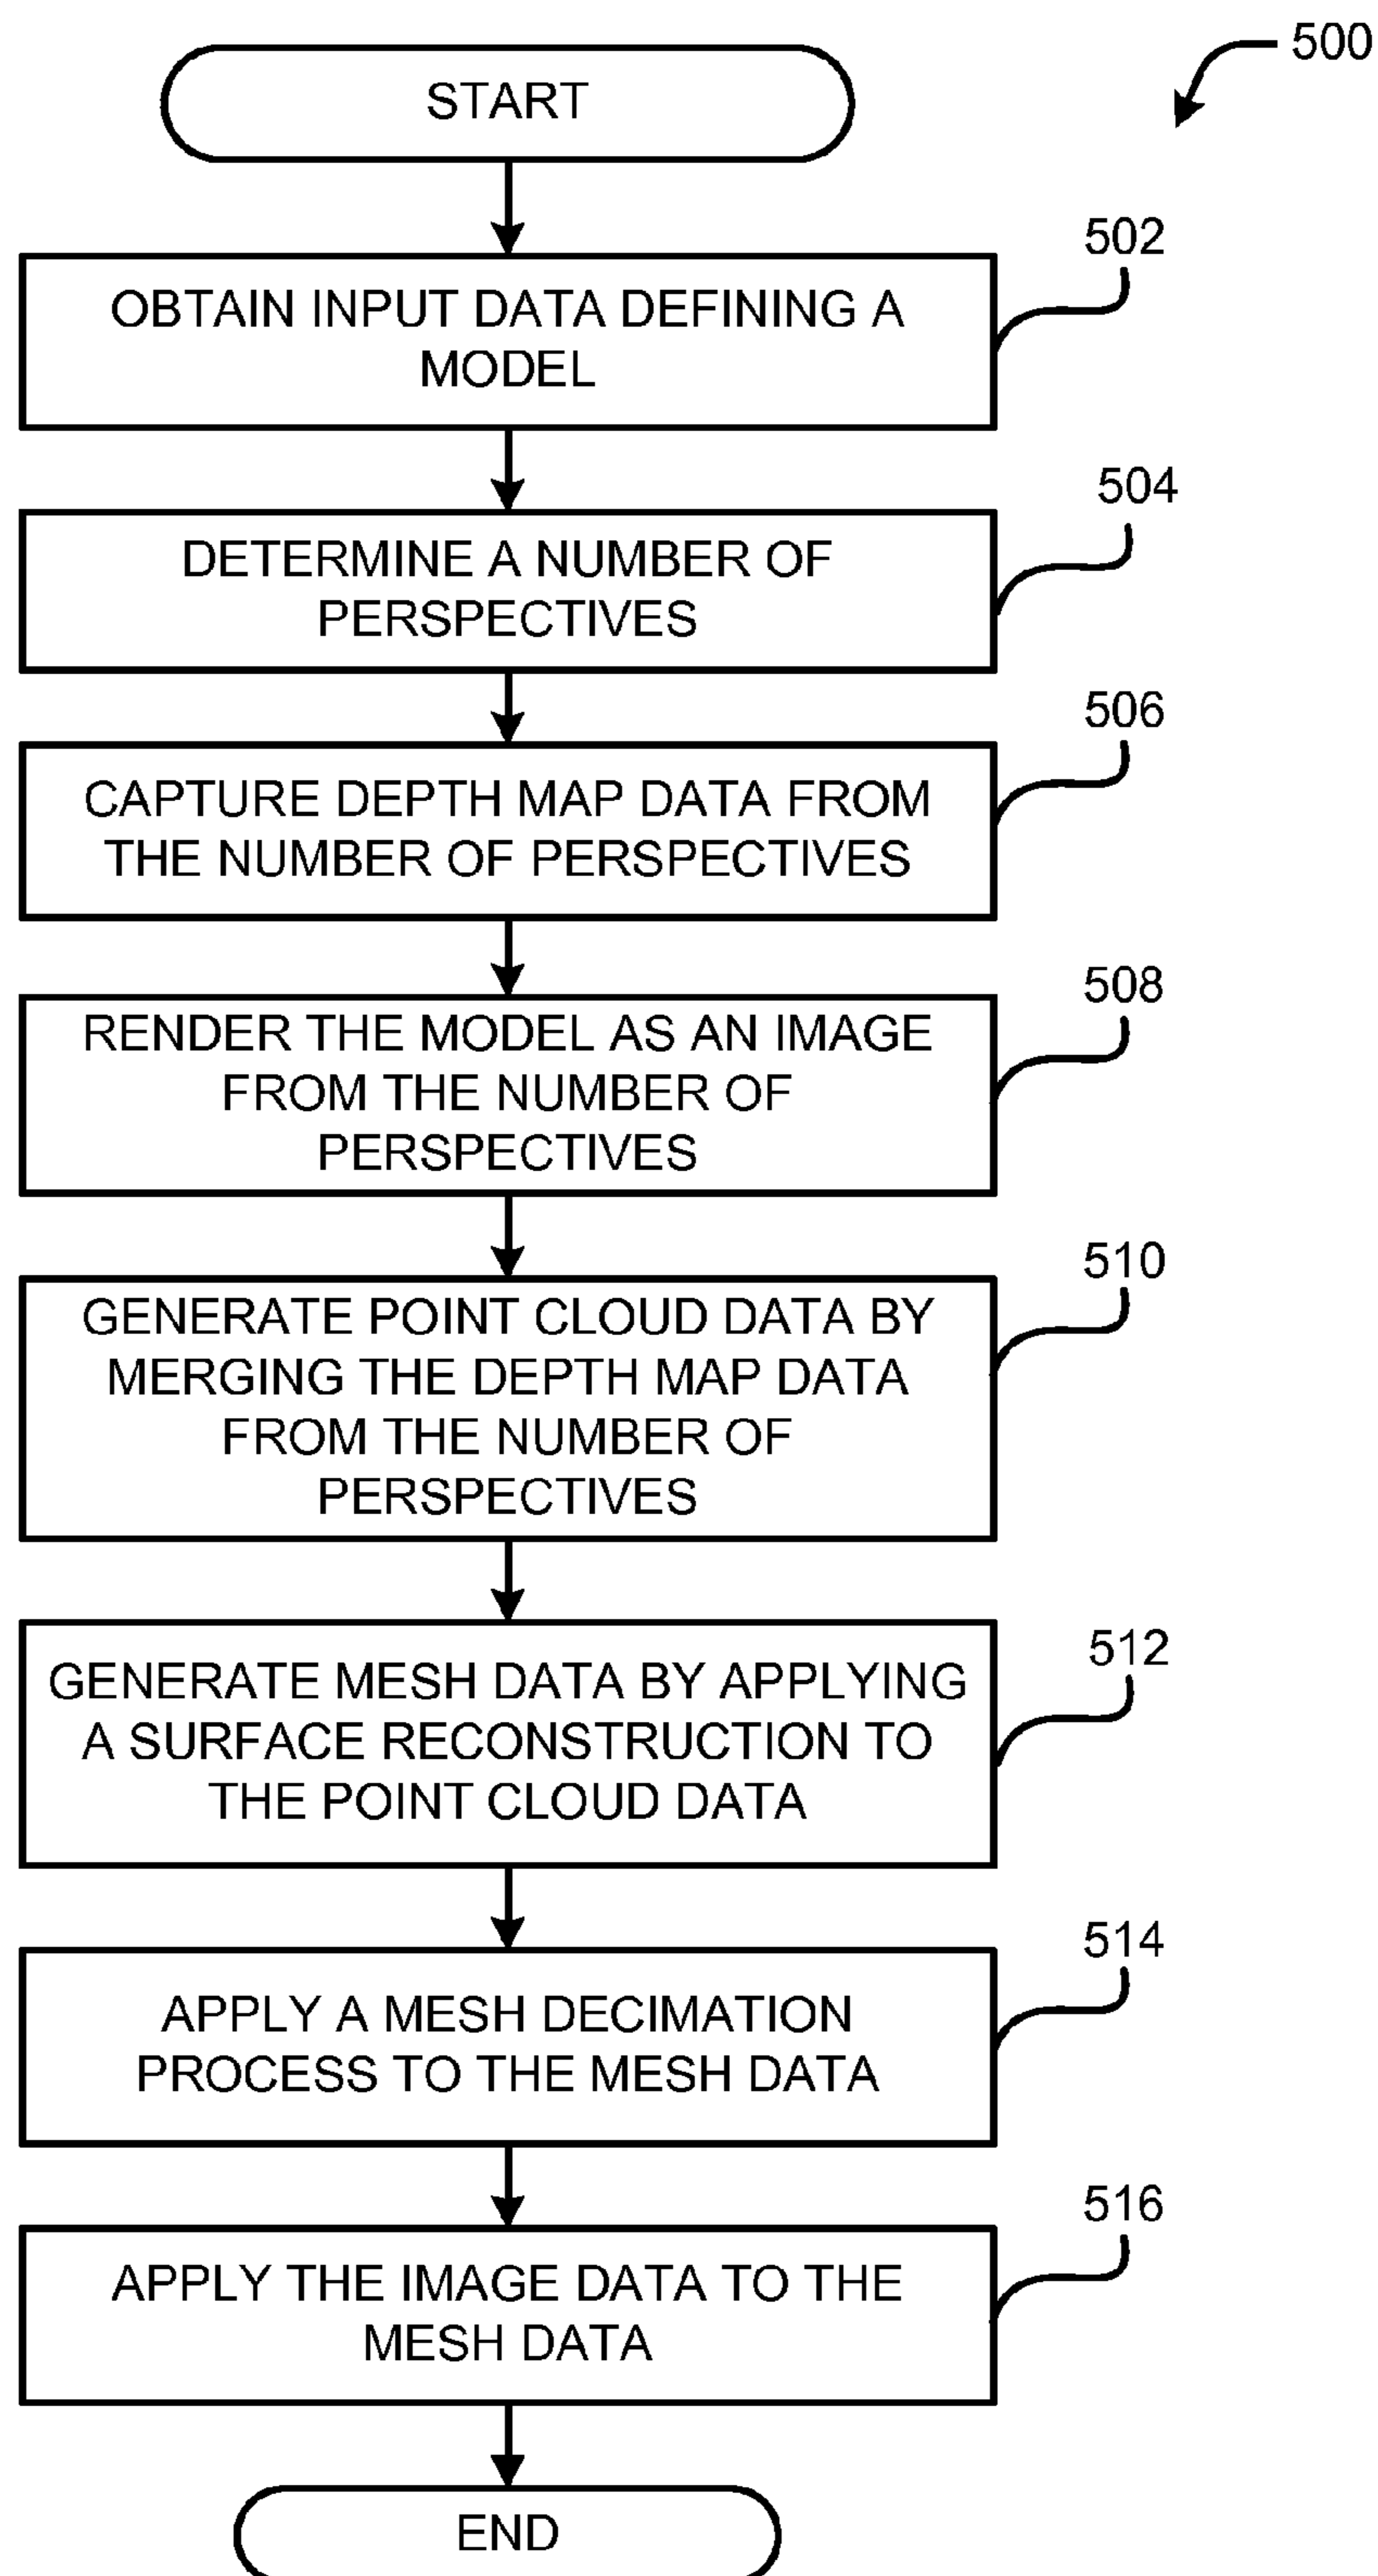 500
START
502
OBTAIN INPUT DATA DEFINING A
MODEL
504
DETERMINE A NUMBER OF
PERSPECTIVES
506
CAPTURE DEPTH MAP DATA FROM
THE NUMBER OF PERSPECTIVES
508
RENDER THE MODEL AS AN IMAGE
FROM THE NUMBER OF
PERSPECTIVES
510
GENERATE POINT CLOUD DATA BY
MERGING THE DEPTH MAP DATA
FROM THE NUMBER OF
PERSPECTIVES
512
GENERATE MESH DATA BY APPLYING
A SURFACE RECONSTRUCTION TO
THE POINT CLOUD DATA
514
APPLY A MESH DECIMATION
PROCESS TO THE MESH DATA
516
APPLY THE IMAGE DATA TO THE
MESH DATA
END